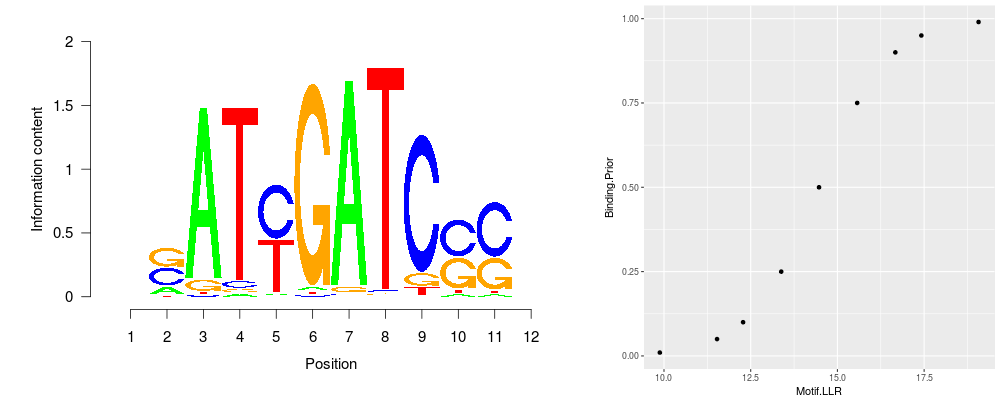 2
1.5
1
0.5
0
Information content
G A T C G A T C C C
C G C T A G C G G G
A T A A C C T T T T
C G A A
1 2 3 4 5 6 7 8 9 10 11 12
Position
1.00
0.75
0.50
0.25
0.00
Binding.Prior
10.0 12.5 15.0 17.5
Motif.LLR